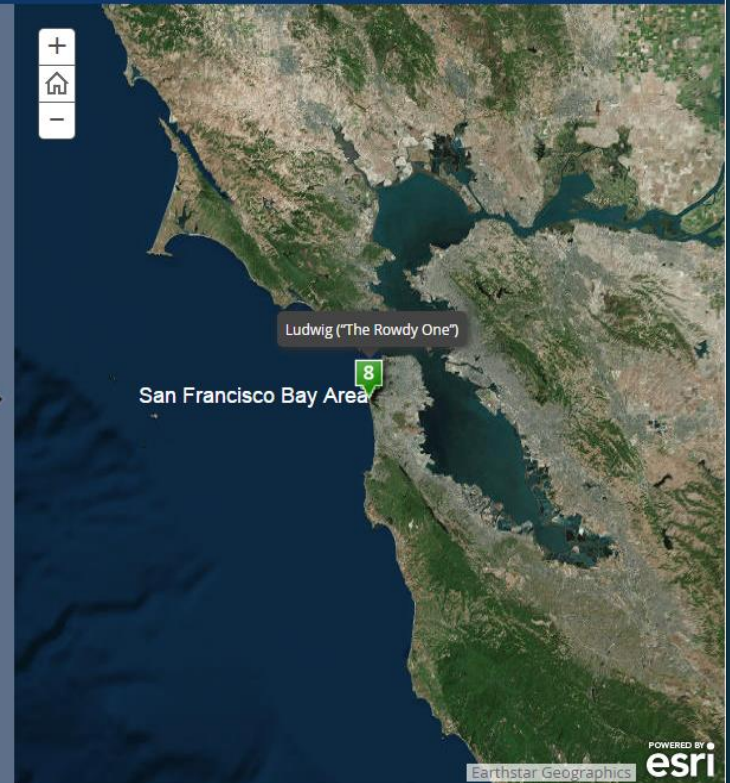 +
−
Ludwig ("The Rowdy One")
8
San Francisco Bay Area
POWERED BY
esri
Earthstar Geographics